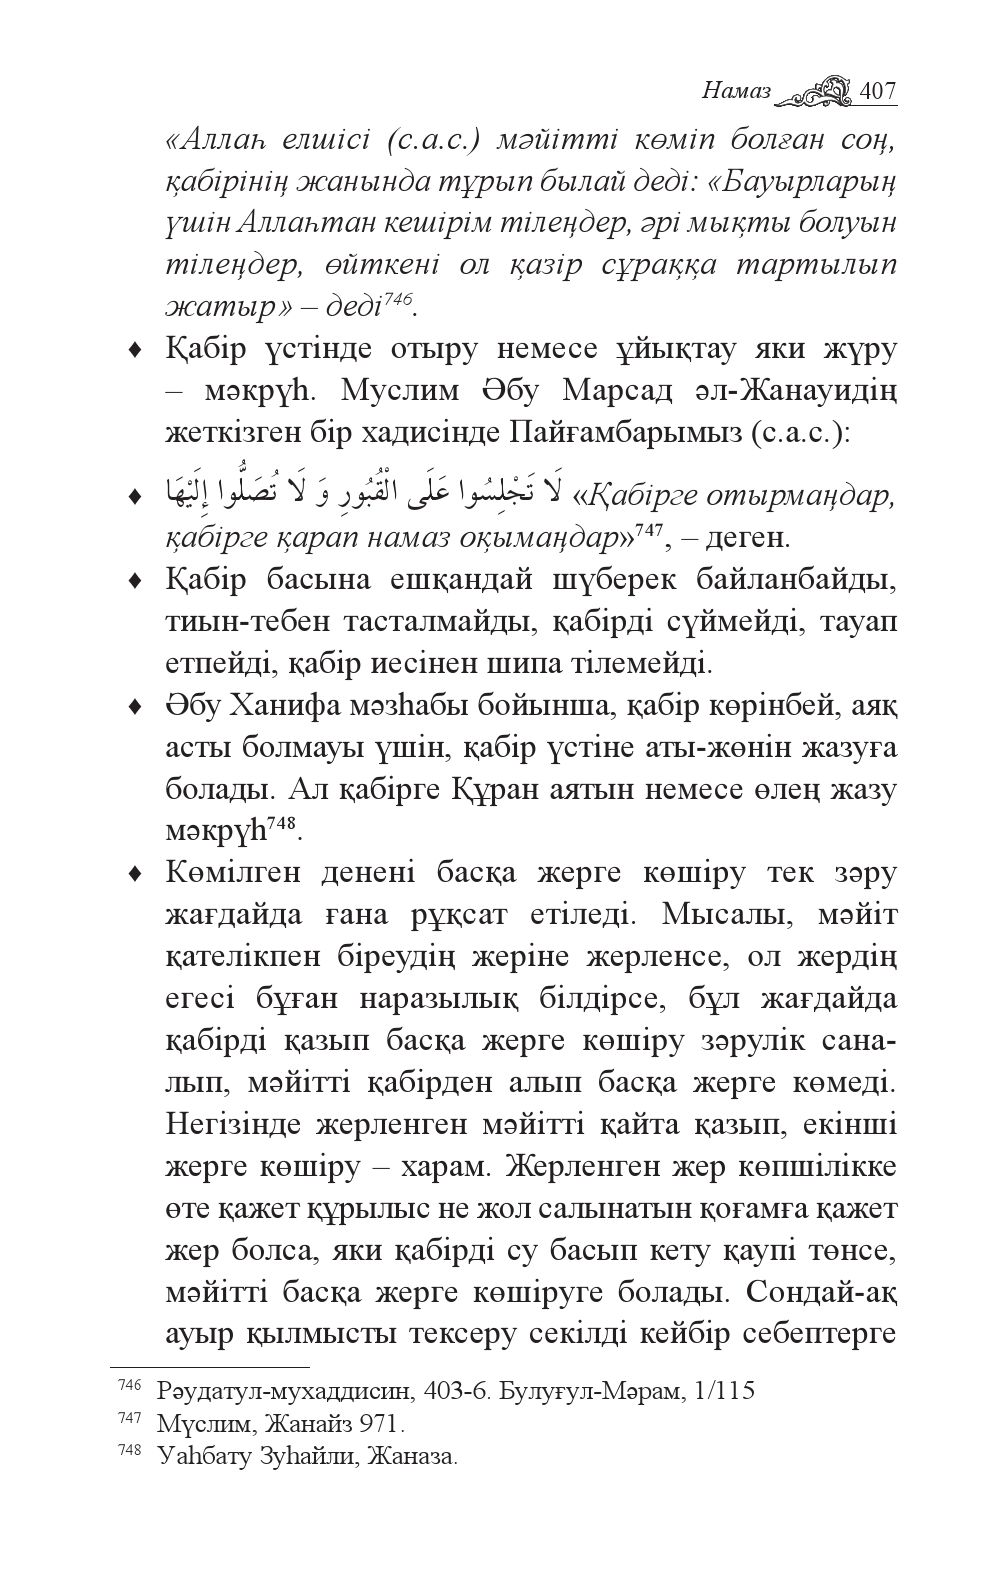 Намаз 407
«Аллаһ елшісі (с.а.с.) мәйітті көміп болған соң,
қабірінің жанында тұрып былай деді: «Бауырларың
үшін Аллаһтан кешірім тілеңдер, әрі мықты болуын
тілеңдер, өйткені ол қазір сұраққа тартылып
жатыр» – деді⁷⁴⁶.
♦ Қабір үстінде отыру немесе ұйықтау яки жүру
– мәкрүһ. Муслим Әбу Марсад әл-Жанауидің
жеткізген бір хадисінде Пайғамбарымыз (с.а.с.):
♦ لَا تَجْلِسُوا عَلَى الْقُبُورِ وَ لَا تُصَلُّوا إِلَيْهَا «Қабірге отырмаңдар,
қабірге қарап намаз оқымаңдар»⁷⁴⁷, – деген.
♦ Қабір басына ешқандай шүберек байланбайды,
тиын-тебен тасталмайды, қабірді сүймейді, тауап
етпейді, қабір иесінен шипа тілемейді.
♦ Әбу Ханифа мәзһабы бойынша, қабір көрінбей, аяқ
асты болмауы үшін, қабір үстіне аты-жөнін жазуға
болады. Ал қабірге Құран аятын немесе өлең жазу
мәкрүһ⁷⁴⁸.
♦ Көмілген денені басқа жерге көшіру тек зәру
жағдайда ғана рұқсат етіледі. Мысалы, мәйіт
қателікпен біреудің жеріне жерленсе, ол жердің
егесі бұған наразылық білдірсе, бұл жағдайда
қабірді қазып басқа жерге көшіру зәрулік сана-
лып, мәйітті қабірден алып басқа жерге көмеді.
Негізінде жерленген мәйітті қайта қазып, екінші
жерге көшіру – харам. Жерленген жер көпшілікке
өте қажет құрылыс не жол салынатын қоғамға қажет
жер болса, яки қабірді су басып кету қаупі төнсе,
мәйітті басқа жерге көшіруге болады. Сондай-ақ
ауыр қылмысты тексеру секілді кейбір себептерге
⁷⁴⁶ Рәудатул-мухаддисин, 403-6. Булуғул-Мәрам, 1/115
⁷⁴⁷ Мүслим, Жанайз 971.
⁷⁴⁸ Уаһбату Зуһайли, Жаназа.